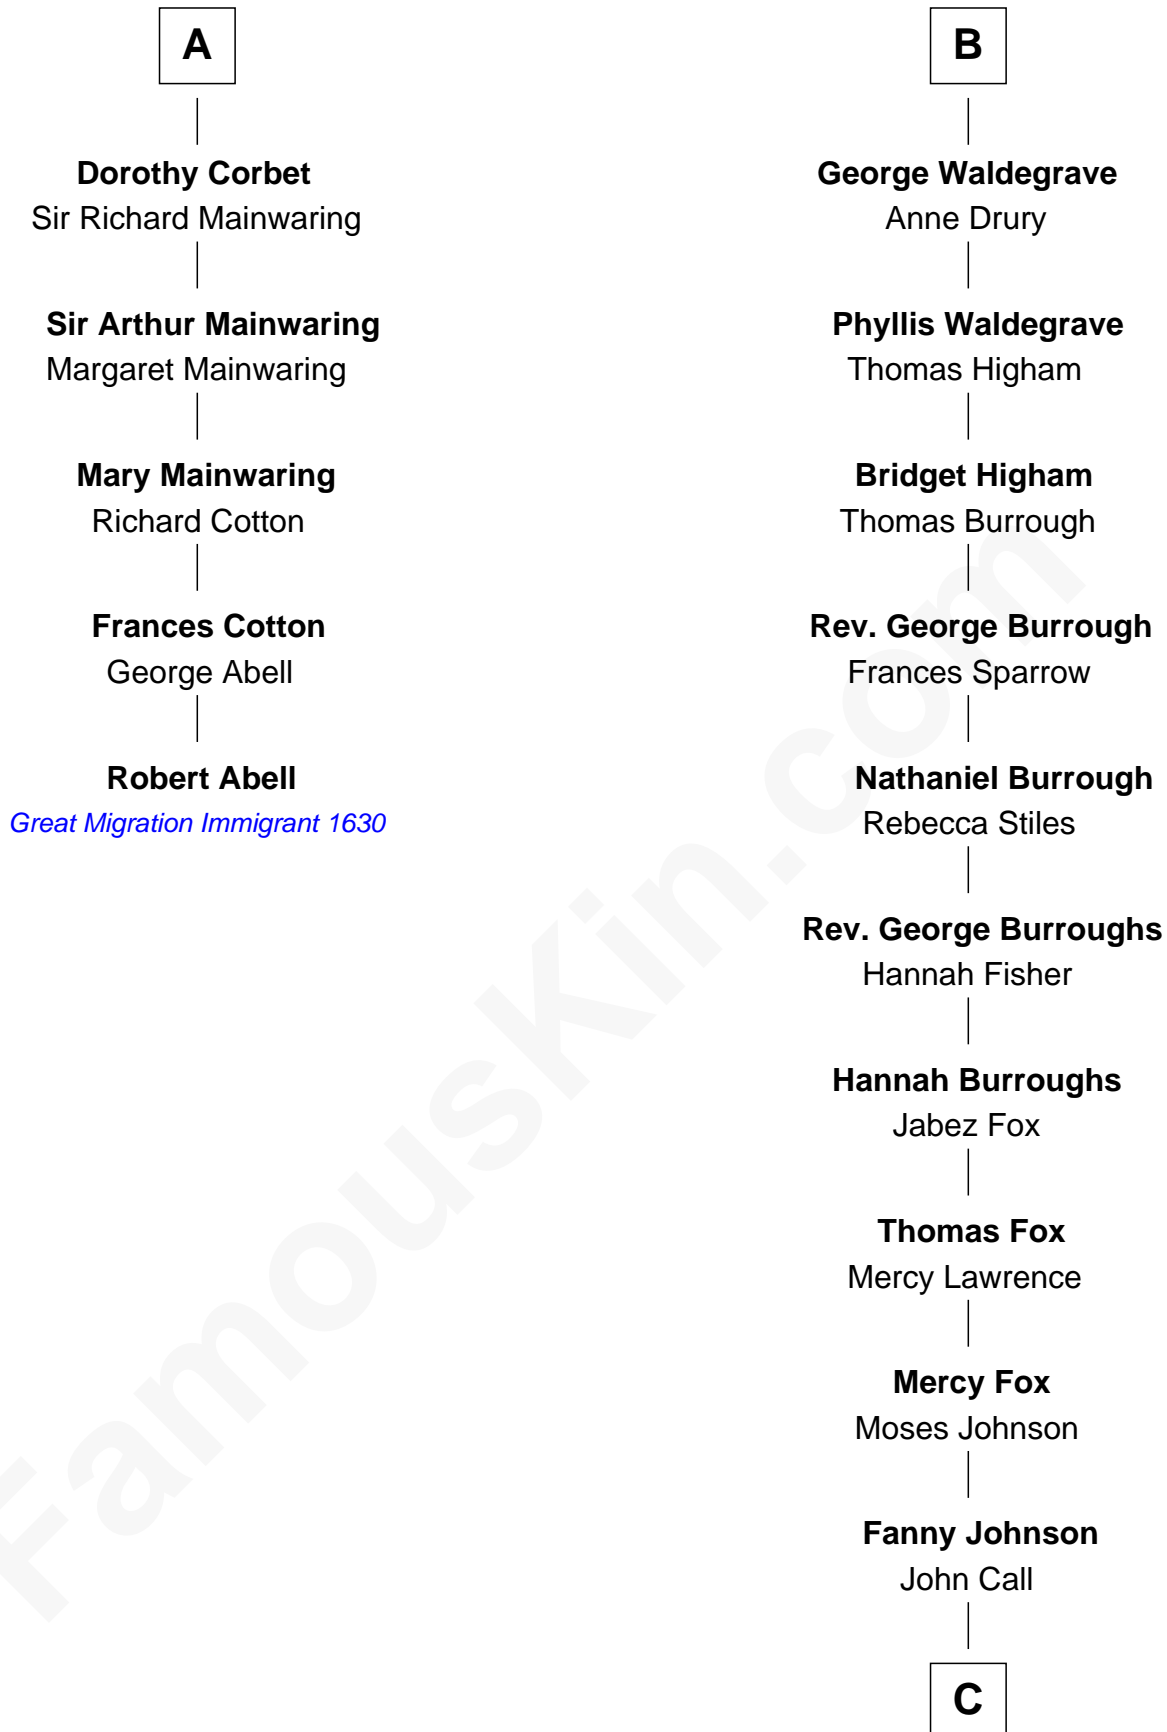 A
Dorothy Corbet
Sir Richard Mainwaring
Sir Arthur Mainwaring
Margaret Mainwaring
Mary Mainwaring
Richard Cotton
Frances Cotton
George Abell
Robert Abell
Great Migration Immigrant 1630
B
George Waldegrave
Anne Drury
Phyllis Waldegrave
Thomas Higham
Bridget Higham
Thomas Burrough
Rev. George Burrough
Frances Sparrow
Nathaniel Burrough
Rebecca Stiles
Rev. George Burroughs
Hannah Fisher
Hannah Burroughs
Jabez Fox
Thomas Fox
Mercy Lawrence
Mercy Fox
Moses Johnson
Fanny Johnson
John Call
C
FamousKin.com